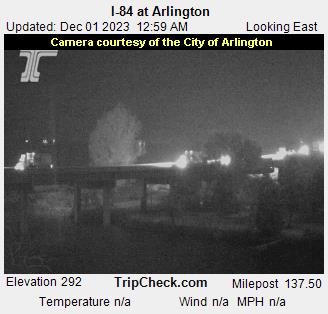 I-84 at Arlington
Updated: Dec 01 2023 12:59 AM Looking East
Camera courtesy of the City of Arlington
Elevation 292 TripCheck.com Milepost 137.50
Temperature n/a Wind n/a MPH n/a